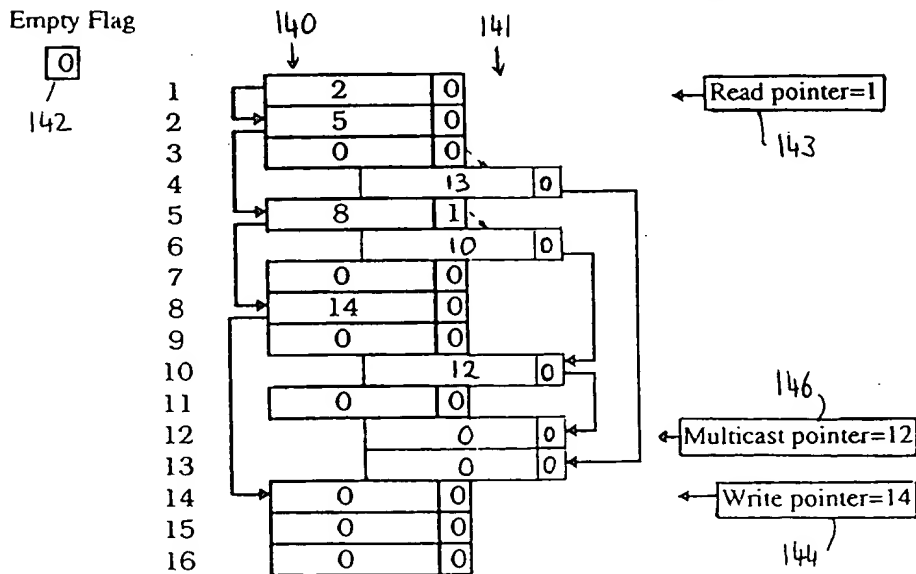 Empty Flag
0
142
140 141
1 2 0 Read pointer=1
143
2 5 0
3 0 0
4 13 0
5 8 1
6 10 0
7 0 0
8 14 0
9 0 0
10 12 0
11 0 0
146
12 0 0 Multicast pointer=12
13 0 0
14 0 0 Write pointer=14
15 0 0
144
16 0 0